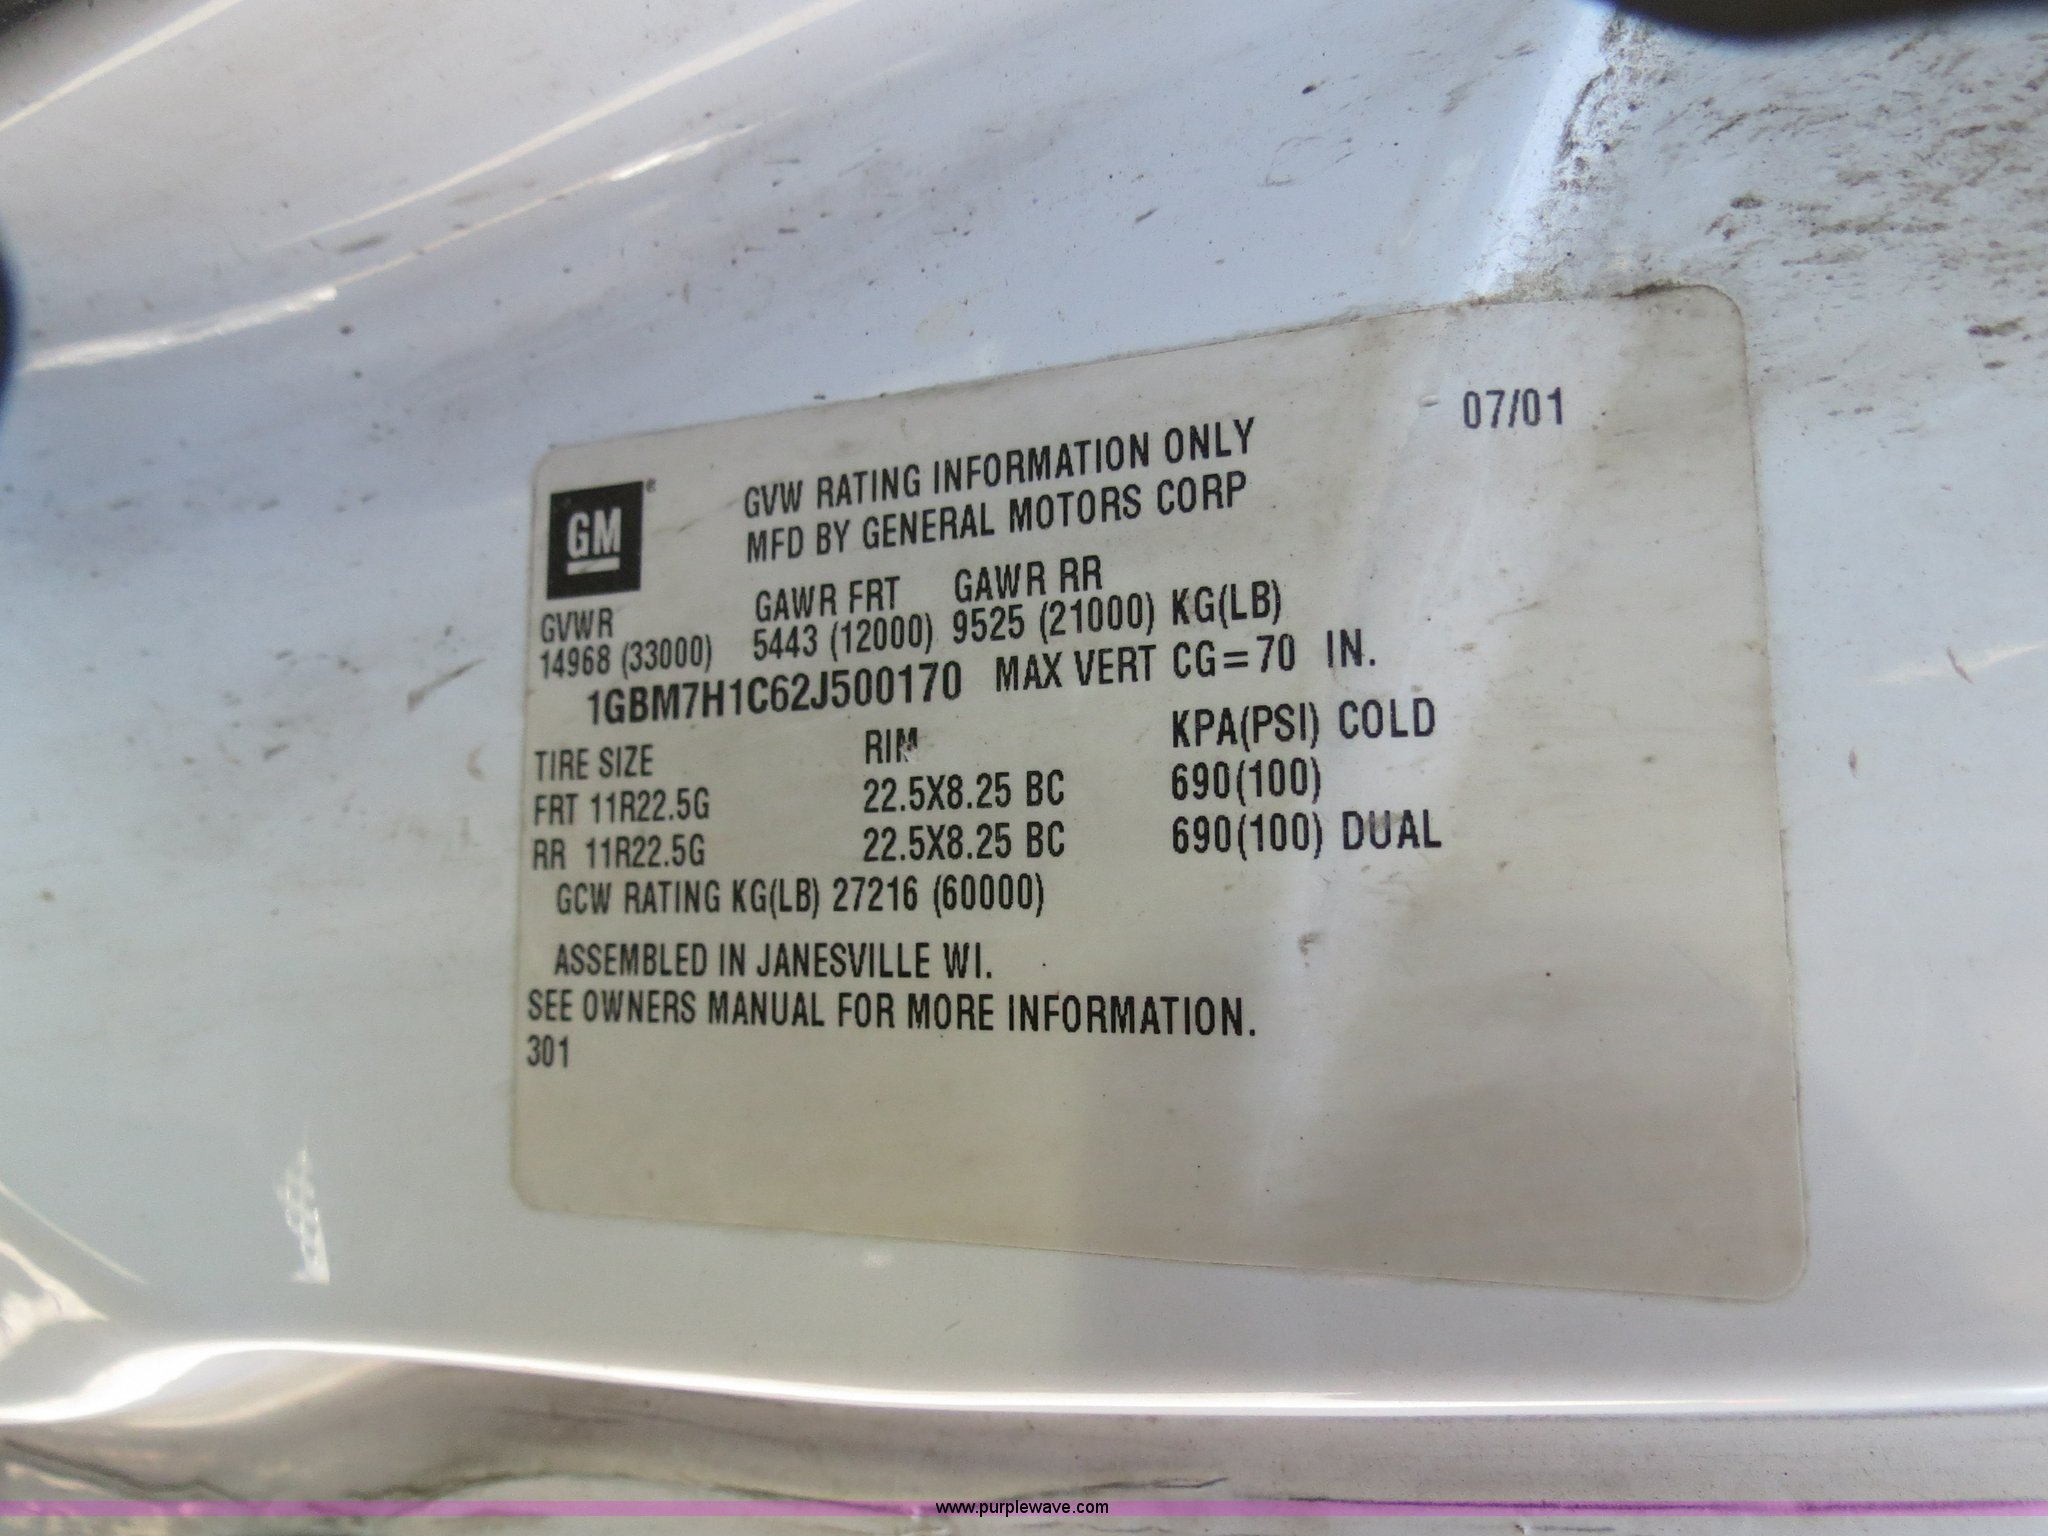 07/01
GM®
GVW RATING INFORMATION ONLY
MFD BY GENERAL MOTORS CORP
GVWR GAWR FRT GAWR RR
14968 (33000) 5443 (12000) 9525 (21000) KG(LB)
1GBM7H1C62J500170 MAX VERT CG=70 IN.
TIRE SIZE RIM KPA(PSI) COLD
FRT 11R22.5G 22.5X8.25 BC 690(100)
RR 11R22.5G 22.5X8.25 BC 690(100) DUAL
GCW RATING KG(LB) 27216 (60000)
ASSEMBLED IN JANESVILLE WI.
SEE OWNERS MANUAL FOR MORE INFORMATION.
301
www.purplewave.com